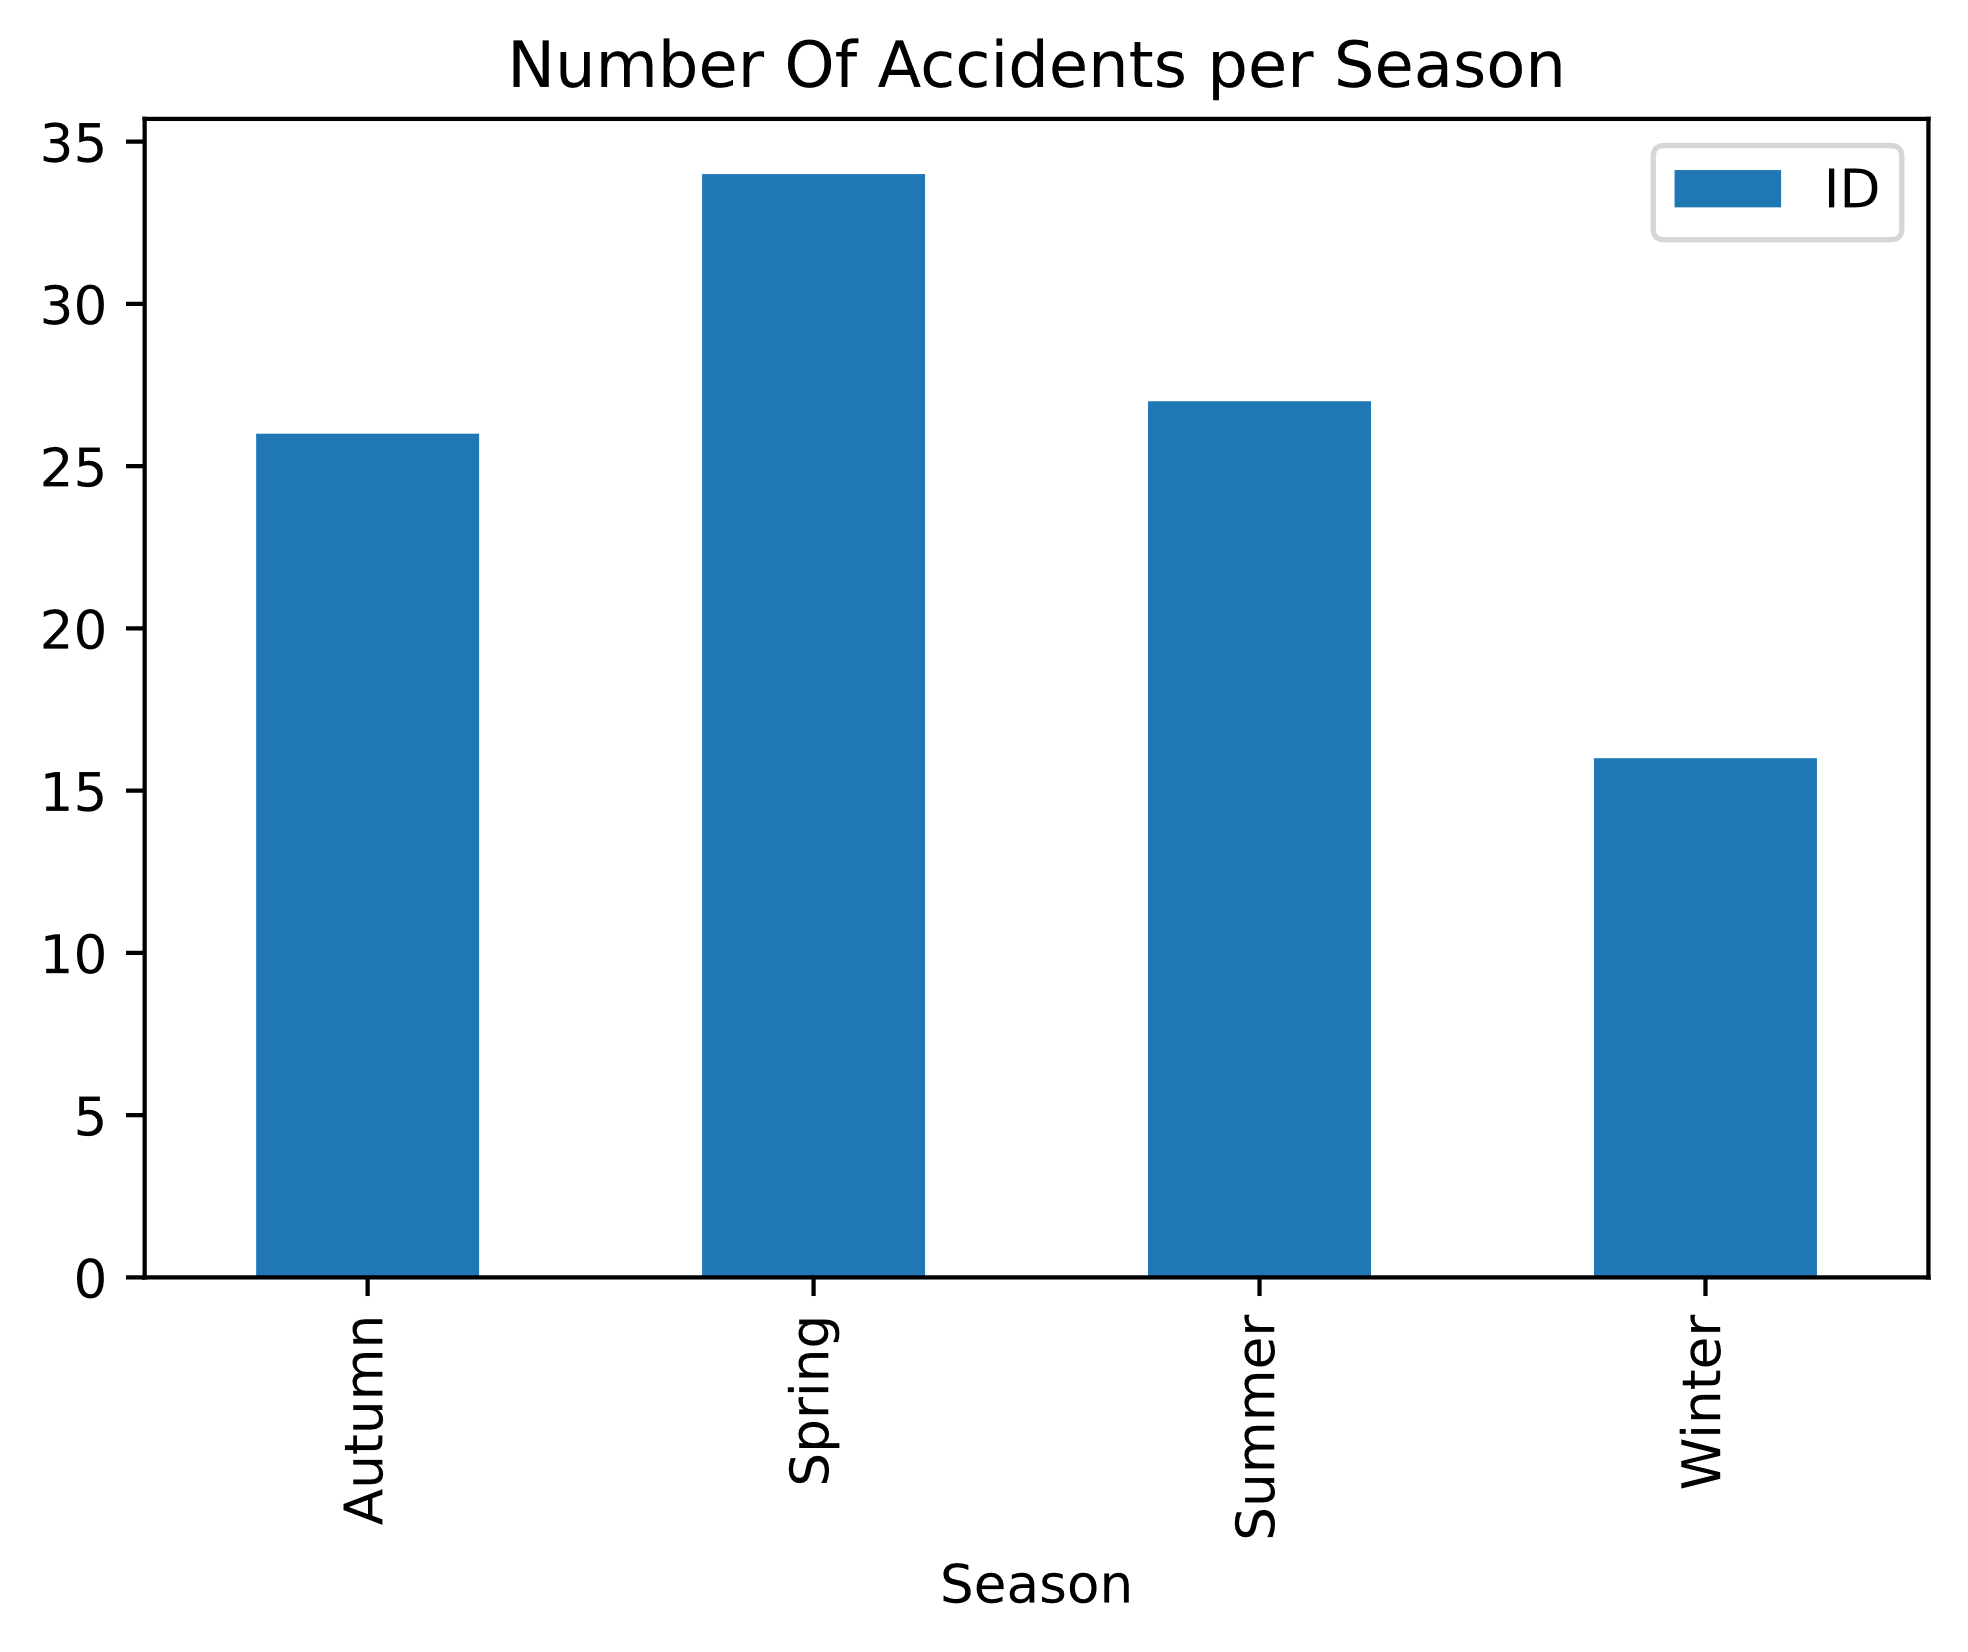 Number Of Accidents per Season
ID
35
30
25
20
15
10
5
0
Autumn
Spring
Summer
Winter
Season